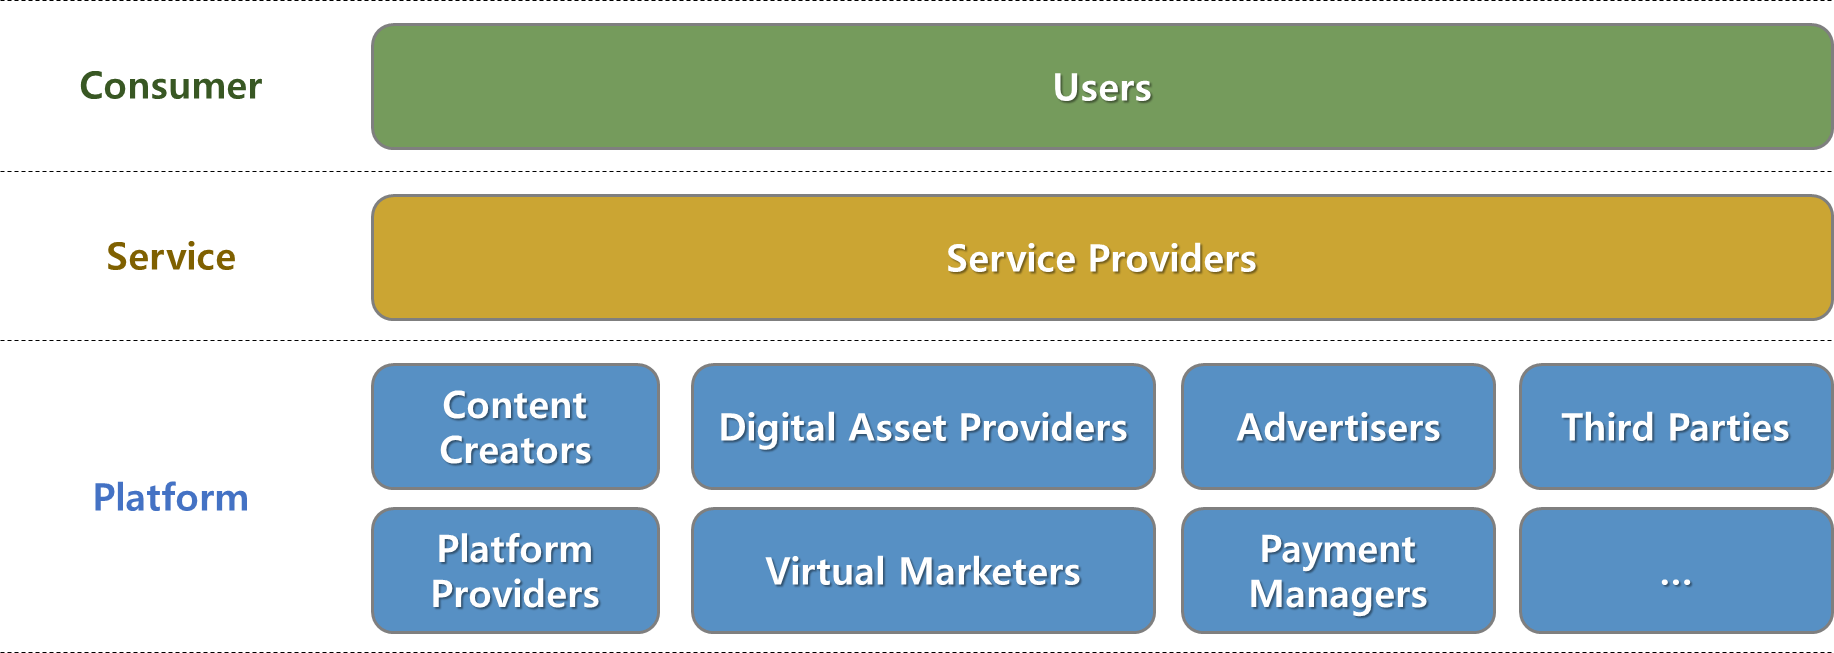 Consumer
Users
Service
Service Providers
Platform
Content
Creators
Digital Asset Providers
Advertisers
Third Parties
Platform
Providers
Virtual Marketers
Payment
Managers
...